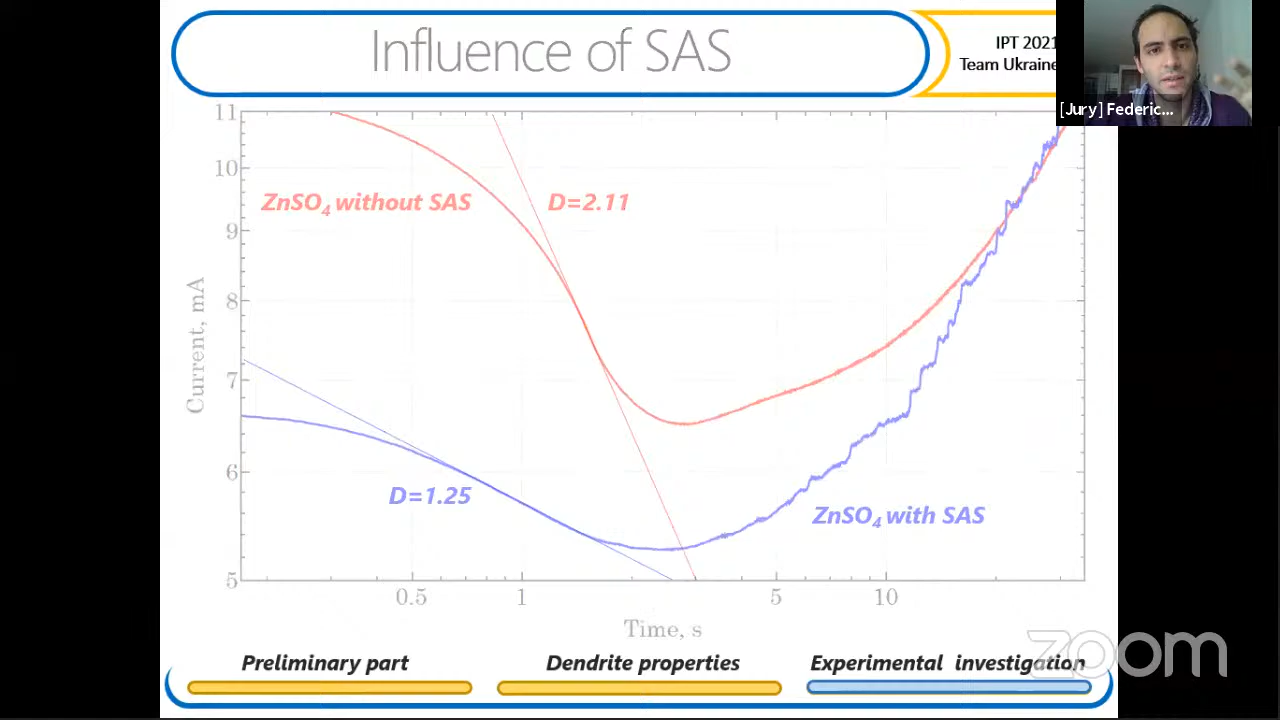 Influence of SAS
IPT 2021
Team Ukraine
[Jury] Federic...
11
10
9
8
7
6
5
Current, mA
ZnSO4 without SAS
D=2.11
D=1.25
ZnSO4 with SAS
0.5
1
5
10
Time, s
Preliminary part
Dendrite properties
Experimental investigation
zoom